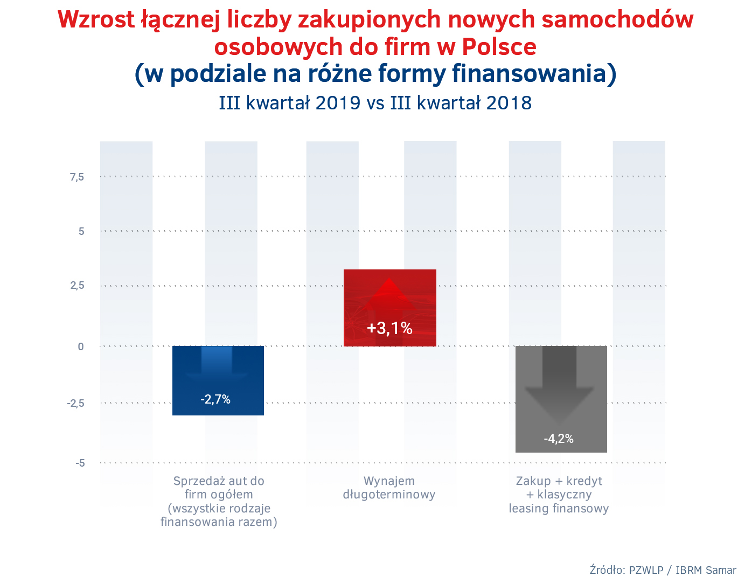 Wzrost łącznej liczby zakupionych nowych samochodów
osobowych do firm w Polsce
(w podziale na różne formy finansowania)
III kwartał 2019 vs III kwartał 2018
7,5
5
2,5
0
-2,5
-5
-2,7%
+3,1%
-4,2%
Sprzedaż aut do
firm ogółem
(wszystkie rodzaje
finansowania razem)
Wynajem
długoterminowy
Zakup + kredyt
+ klasyczny
leasing finansowy
Źródło: PZWLP / IBRM Samar